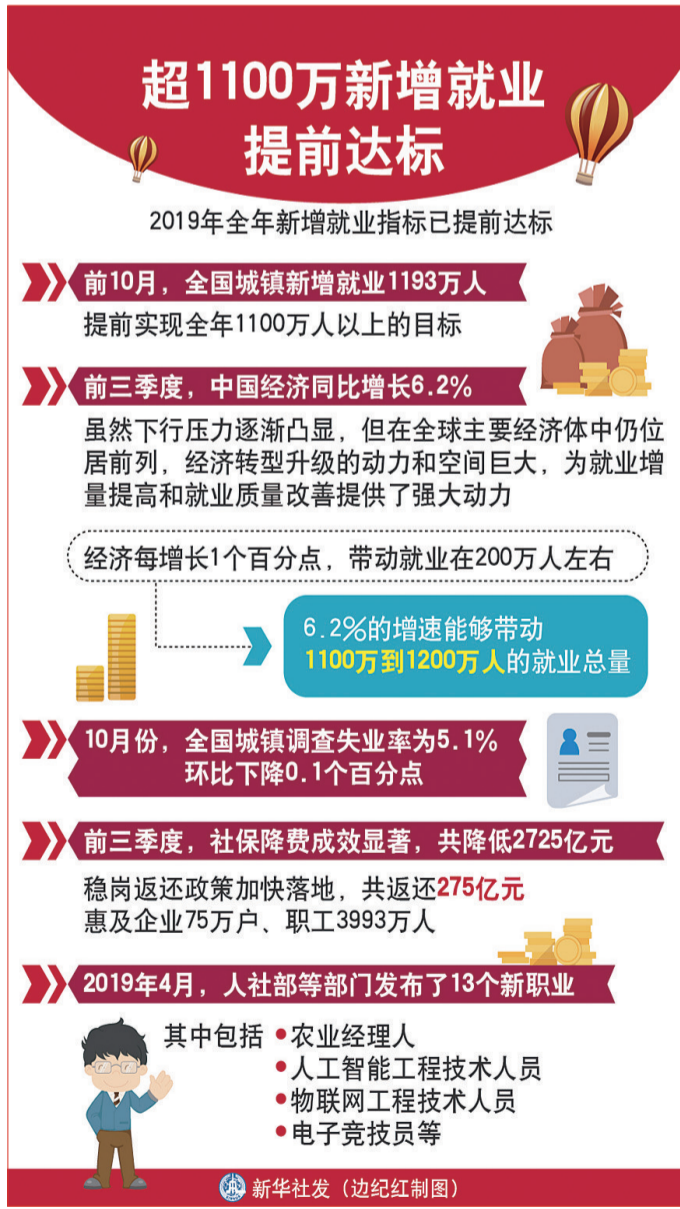 超1100万新增就业
提前达标
2019年全年新增就业指标已提前达标
前10月，全国城镇新增就业1193万人
提前实现全年1100万人以上的目标
前三季度，中国经济同比增长6.2%
虽然下行压力逐渐凸显，但在全球主要经济体中仍位
居前列，经济转型升级的动力和空间巨大，为就业增
量提高和就业质量改善提供了强大动力
经济每增长1个百分点，带动就业在200万人左右
6.2%的增速能够带动
1100万到1200万人的就业总量
10月份，全国城镇调查失业率为5.1%
环比下降0.1个百分点
前三季度，社保降费成效显著，共降低2725亿元
稳岗返还政策加快落地，共返还275亿元
惠及企业75万户、职工3993万人
2019年4月，人社部等部门发布了13个新职业
其中包括 •农业经理人
•人工智能工程技术人员
•物联网工程技术人员
•电子竞技员等
新华社发（边纪红制图）